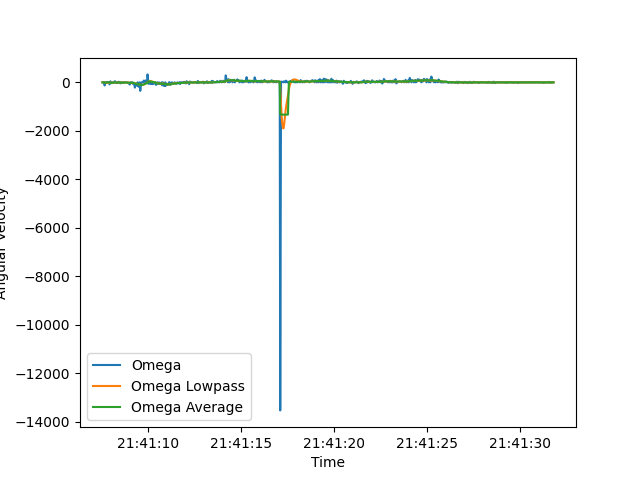 0
−2000
−4000
−6000
−8000
−10000
−12000
−14000
Angular Velocity
Omega
Omega Lowpass
Omega Average
21:41:10
21:41:15
21:41:20
21:41:25
21:41:30
Time